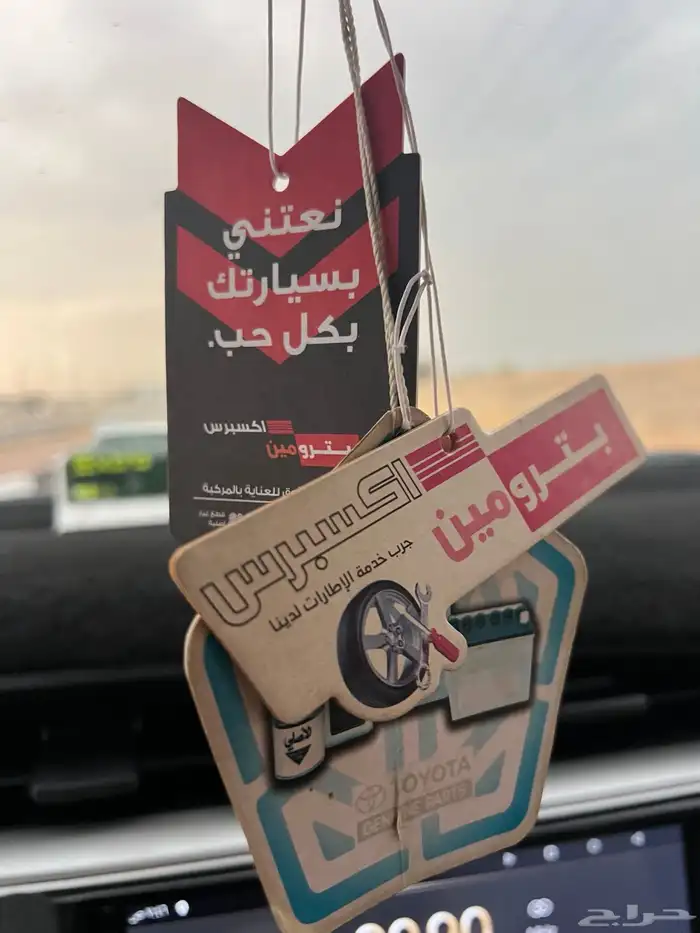 نعتني
بسيارتك
بكل حب.
اكسبرس
بترومين
للعناية بالمركبة
بترومين
اكسبرس
جرب خدمة الإطارات لدينا
الأصلي
TOYOTA
GENUINE PARTS
حراج